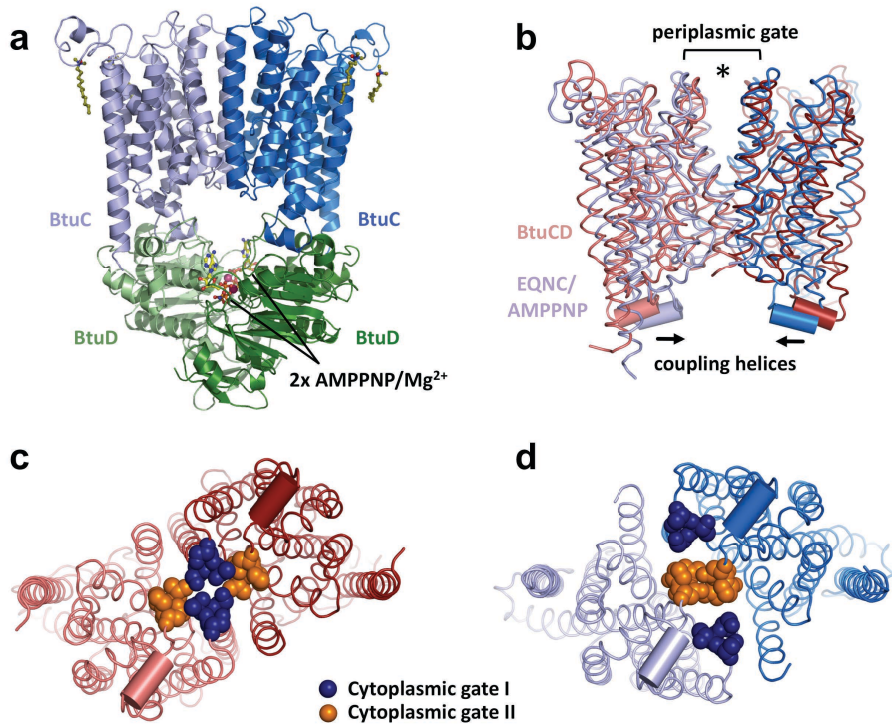 a
BtuC
BtuC
BtuD
BtuD
2x AMPPNP/Mg²⁺
b
periplasmic gate
*
BtuCD
EQNC/
AMPPNP
coupling helices
c
d
Cytoplasmic gate I
Cytoplasmic gate II